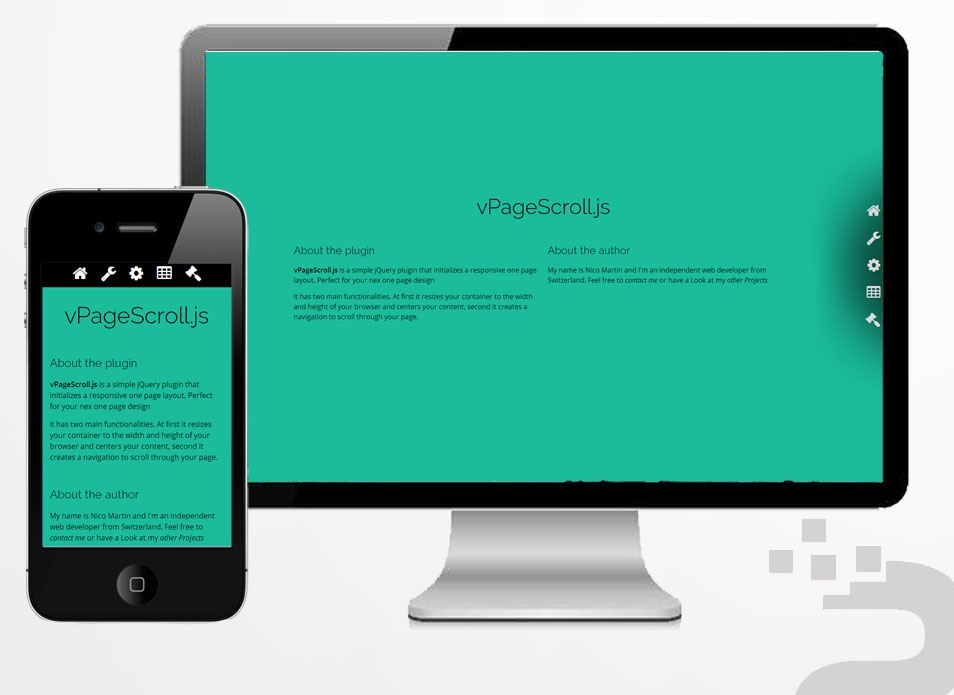 vPageScroll.js
About the plugin
vPageScroll.js is a simple jQuery plugin that initializes a responsive one page
layout. Perfect for your nex one page design
It has two main functionalities. At first it resizes your container to the width
and height of your browser and centers your content, second it creates a
navigation to scroll through your page.
About the author
My name is Nico Martin and I'm an independent web developer from
Switzerland. Feel free to contact me or have a Look at my other Projects
vPageScroll.js
About the plugin
vPageScroll.js is a simple jQuery plugin that
initializes a responsive one page layout. Perfect
for your nex one page design
It has two main functionalities. At first it resizes
your container to the width and height of your
browser and centers your content, second it
creates a navigation to scroll through your page.
About the author
My name is Nico Martin and I'm an independent
web developer from Switzerland. Feel free to
contact me or have a Look at my other Projects